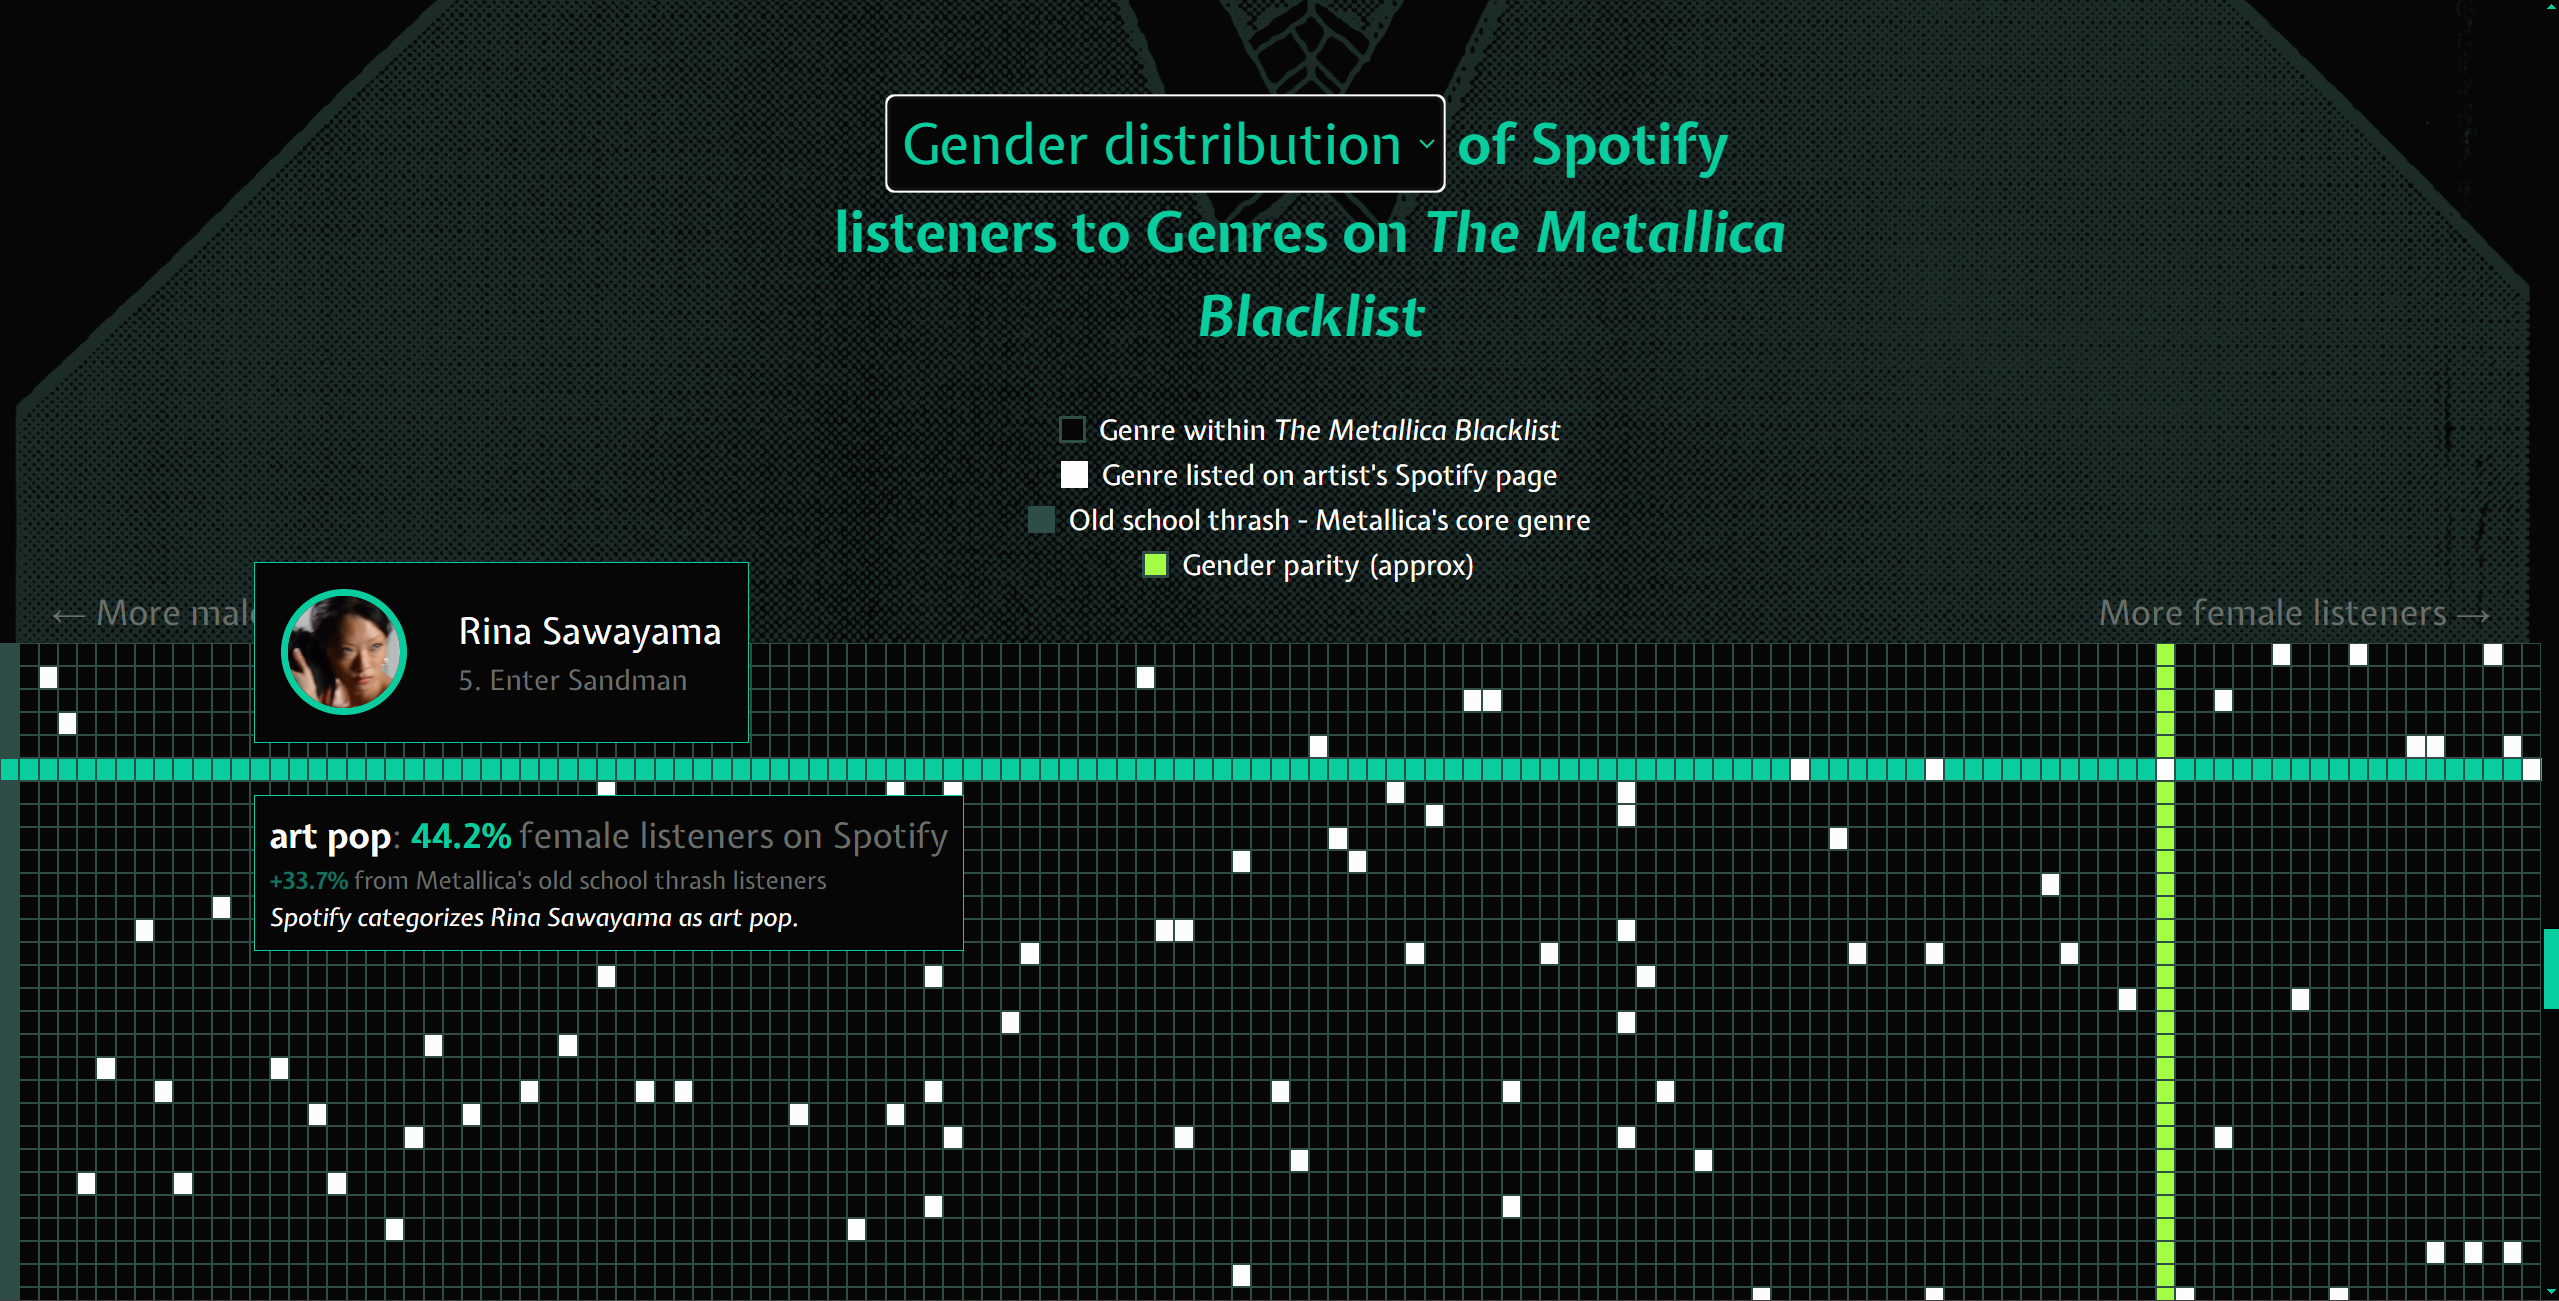 Gender distribution of Spotify
listeners to Genres on The Metallica
Blacklist
Genre within The Metallica Blacklist
Genre listed on artist's Spotify page
Old school thrash - Metallica's core genre
Gender parity (approx)
← More mal
More female listeners →
Rina Sawayama
5. Enter Sandman
art pop: 44.2% female listeners on Spotify
+33.7% from Metallica's old school thrash listeners
Spotify categorizes Rina Sawayama as art pop.